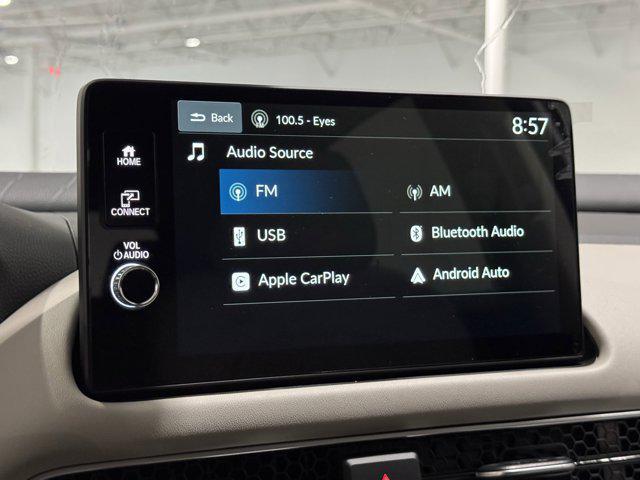 Back
100.5 - Eyes
8:57
Audio Source
HOME
CONNECT
VOL
AUDIO
FM
AM
USB
Bluetooth Audio
Apple CarPlay
Android Auto